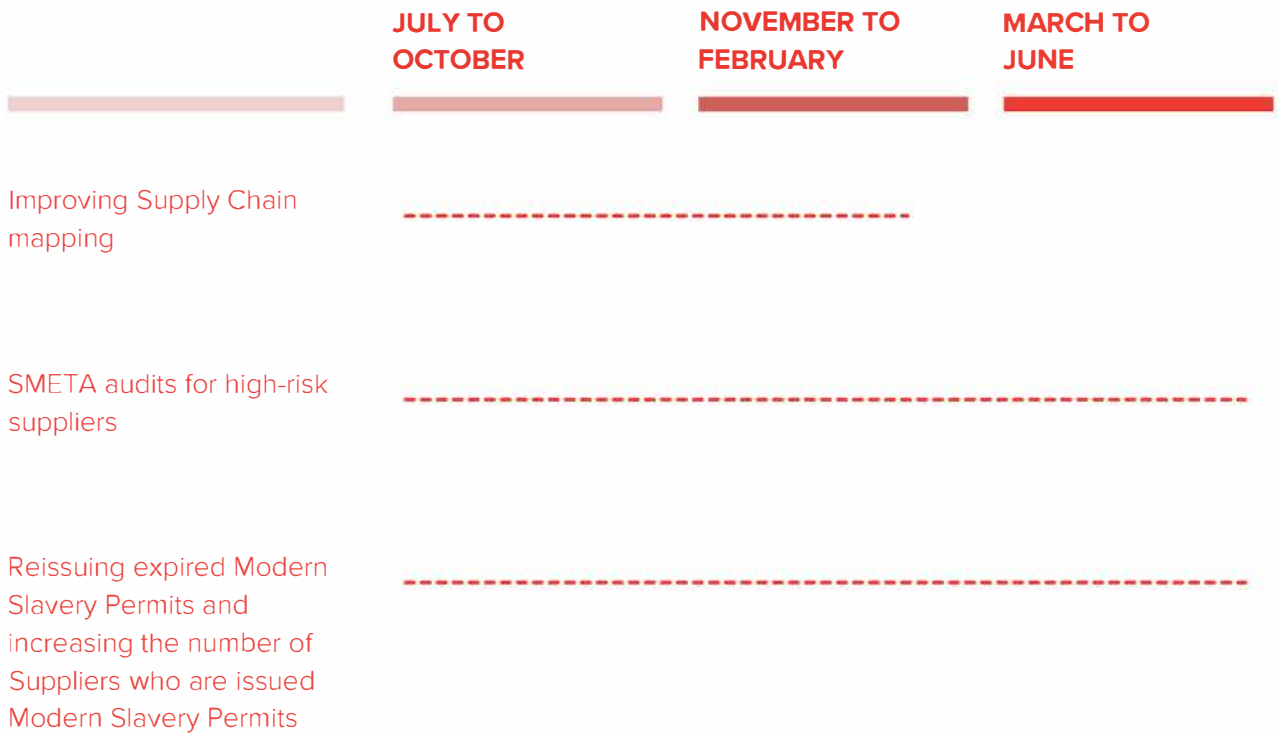 JULY TO
OCTOBER
NOVEMBER TO
FEBRUARY
MARCH TO
JUNE
Improving Supply Chain
mapping
SMETA audits for high-risk
suppliers
Reissuing expired Modern
Slavery Permits and
increasing the number of
Suppliers who are issued
Modern Slavery Permits